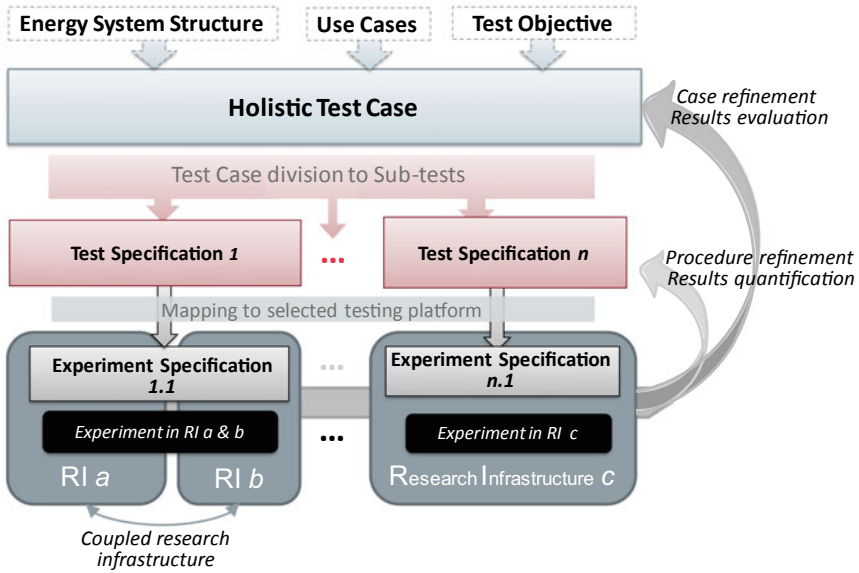 Energy System Structure
Use Cases
Test Objective
Holistic Test Case
Case refinement
Results evaluation
Test Case division to Sub-tests
Test Specification 1
...
Test Specification n
Procedure refinement
Results quantification
Mapping to selected testing platform
Experiment Specification
1.1
...
Experiment Specification
n.1
Experiment in RI a & b
...
Experiment in RI c
RI a
RI b
Research Infrastructure c
Coupled research
infrastructure